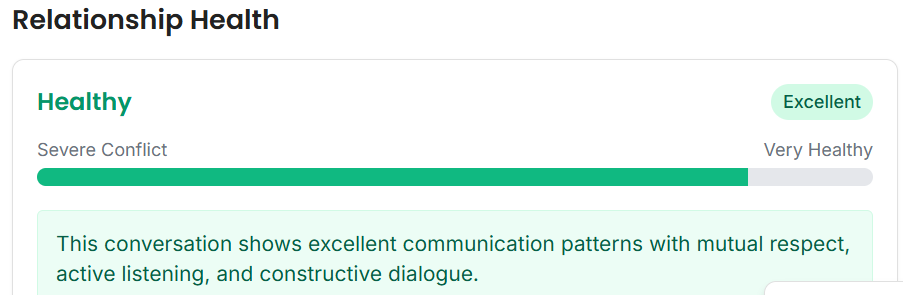 Relationship Health
Healthy
Excellent
Severe Conflict
Very Healthy
This conversation shows excellent communication patterns with mutual respect,
active listening, and constructive dialogue.